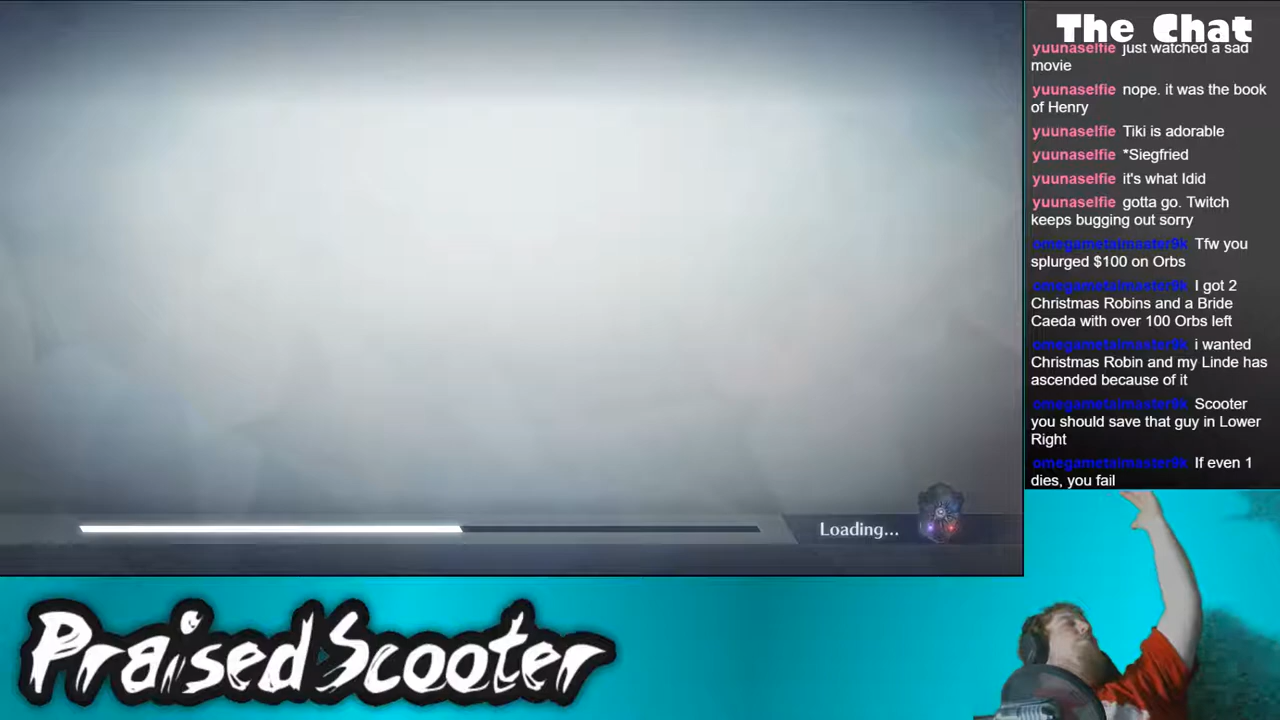 The Chat
yuunaselfie just watched a sad
movie
yuunaselfie nope. it was the book
of Henry
yuunaselfie Tiki is adorable
yuunaselfie *Siegfried
yuunaselfie it's what Idid
yuunaselfie gotta go. Twitch
keeps bugging out sorry
omegametalmaster9k Tfw you
splurged $100 on Orbs
omegametalmaster9k I got 2
Christmas Robins and a Bride
Caeda with over 100 Orbs left
omegametalmaster9k i wanted
Christmas Robin and my Linde has
ascended because of it
omegametalmaster9k Scooter
you should save that guy in Lower
Right
omegametalmaster9k If even 1
dies, you fail
Loading...
PraisedScooter